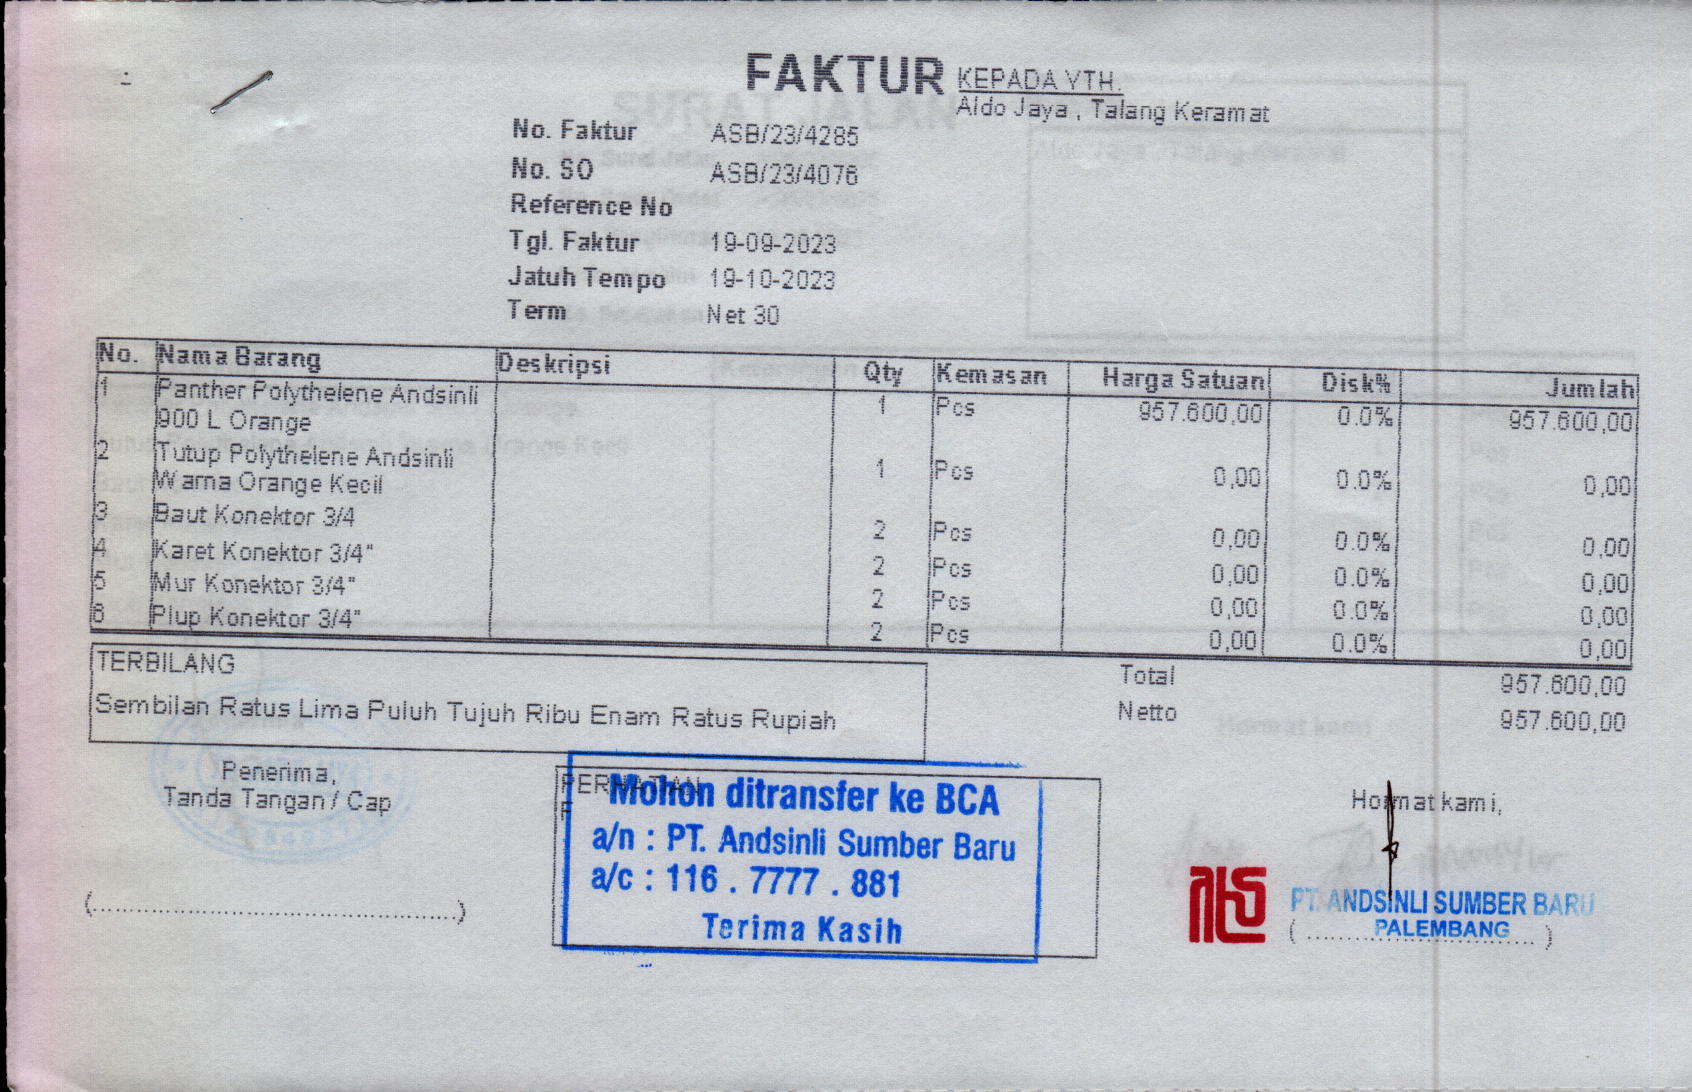 FAKTUR
KEPADA YTH.
Aldo Jaya , Talang Keramat
No. Faktur ASB/23/4285
No. SO ASB/23/4076
Reference No
Tgl. Faktur 19-09-2023
Jatuh Tempo 19-10-2023
Term Net 30
No. Nama Barang Deskripsi Qty Kemasan Harga Satuan Disk% Jumlah
1 Panther Polythelene Andsinli 1 Pcs 957.600,00 0.0% 957.600,00
900 L Orange
2 Tutup Polythelene Andsinli 1 Pcs 0,00 0.0% 0,00
Warna Orange Kecil
3 Baut Konektor 3/4 2 Pcs 0,00 0.0% 0,00
4 Karet Konektor 3/4" 2 Pcs 0,00 0.0% 0,00
5 Mur Konektor 3/4" 2 Pcs 0,00 0.0% 0,00
6 Plup Konektor 3/4" 2 Pcs 0,00 0.0% 0,00
TERBILANG
Sembilan Ratus Lima Puluh Tujuh Ribu Enam Ratus Rupiah
Total 957.600,00
Netto 957.600,00
Penerima,
Tanda Tangan / Cap
(............................................)
PERHATIAN
Mohon ditransfer ke BCA
a/n : PT. Andsinli Sumber Baru
a/c : 116 . 7777 . 881
Terima Kasih
Hormat kami,
PT. ANDSINLI SUMBER BARU
PALEMBANG
(............................)